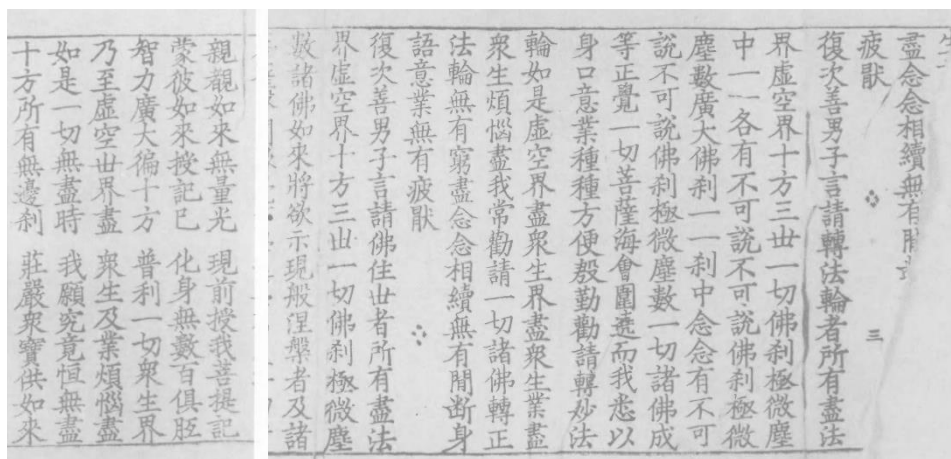 盡念念相續無有間
疲猒
三
復次善男子言請轉法輪者所有盡法
界虛空界十方三世一切佛刹極微塵
中一一各有不可說不可說佛刹極微
塵數廣大佛刹一一刹中念念有不可
說不可說佛刹極微塵數一切諸佛成
等正覺一切菩薩海會圍遶而我悉以
身口意業種種方便殷勤勸請轉妙法
輪如是虛空界盡衆生界盡衆生業盡
衆生煩惱盡我常勸請一切諸佛轉正
法輪無有窮盡念念相續無有間斷身
語意業無有疲猒
復次善男子言請佛住世者所有盡法
界虛空界十方三世一切佛刹極微塵
數諸佛如來將欲示現般涅槃者及諸
親覩如來無量光 現前授我菩提記
蒙彼如來授記已 化身無數百俱胝
智力廣大徧十方 普利一切衆生界
乃至虛空世界盡 衆生及業煩惱盡
如是一切無盡時 我願究竟恒無盡
十方所有無邊刹 莊嚴衆寶供如來